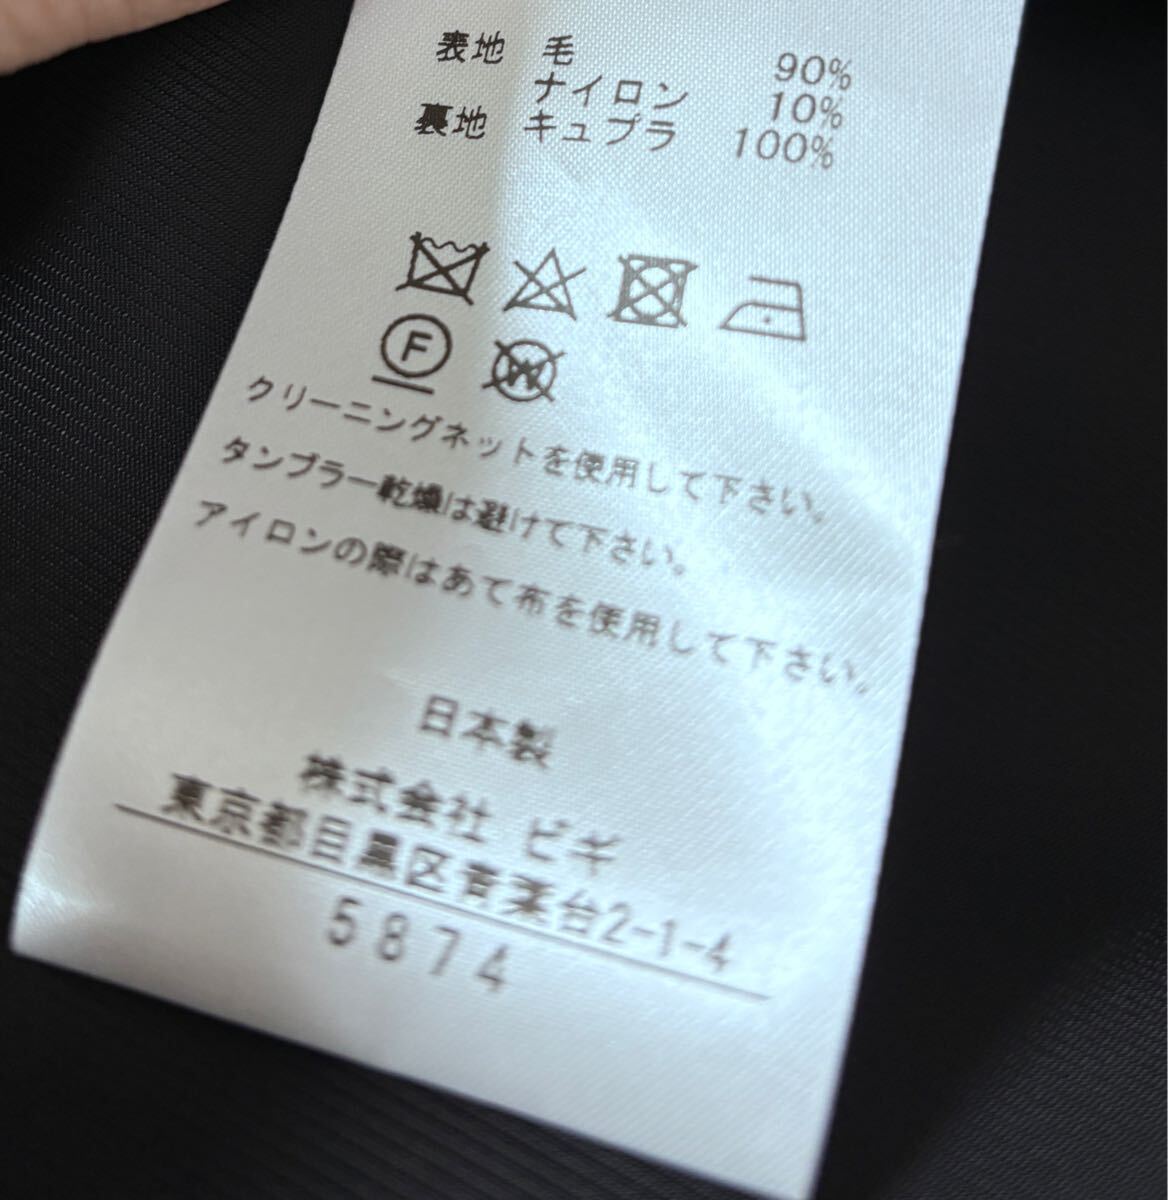 表地 毛 90%
ナイロン 10%
裏地 キュプラ 100%
F W
クリーニングネットを使用して下さい。
タンブラー乾燥は避けて下さい。
アイロンの際はあて布を使用して下さい。
日本製
株式会社 ビギ
東京都目黒区青葉台2-1-4
5874